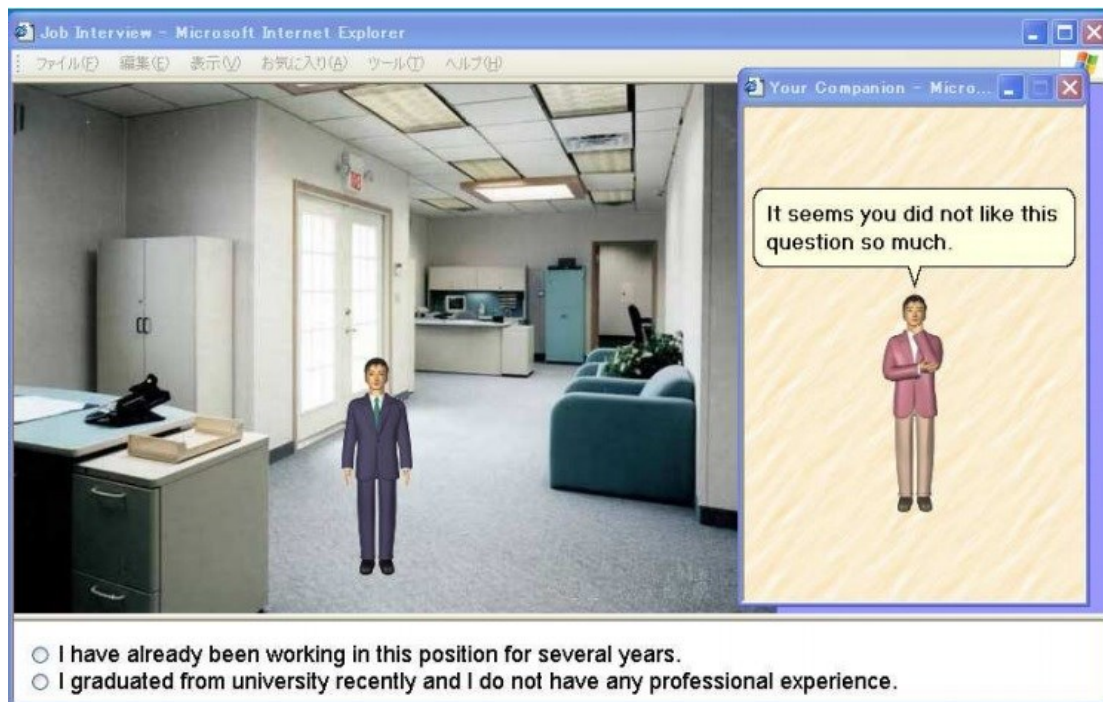 Job Interview - Microsoft Internet Explorer
ファイル(F) 編集(E) 表示(V) お気に入り(A) ツール(T) ヘルプ(H)
Your Companion - Micro...
It seems you did not like this
question so much.
I have already been working in this position for several years.
I graduated from university recently and I do not have any professional experience.